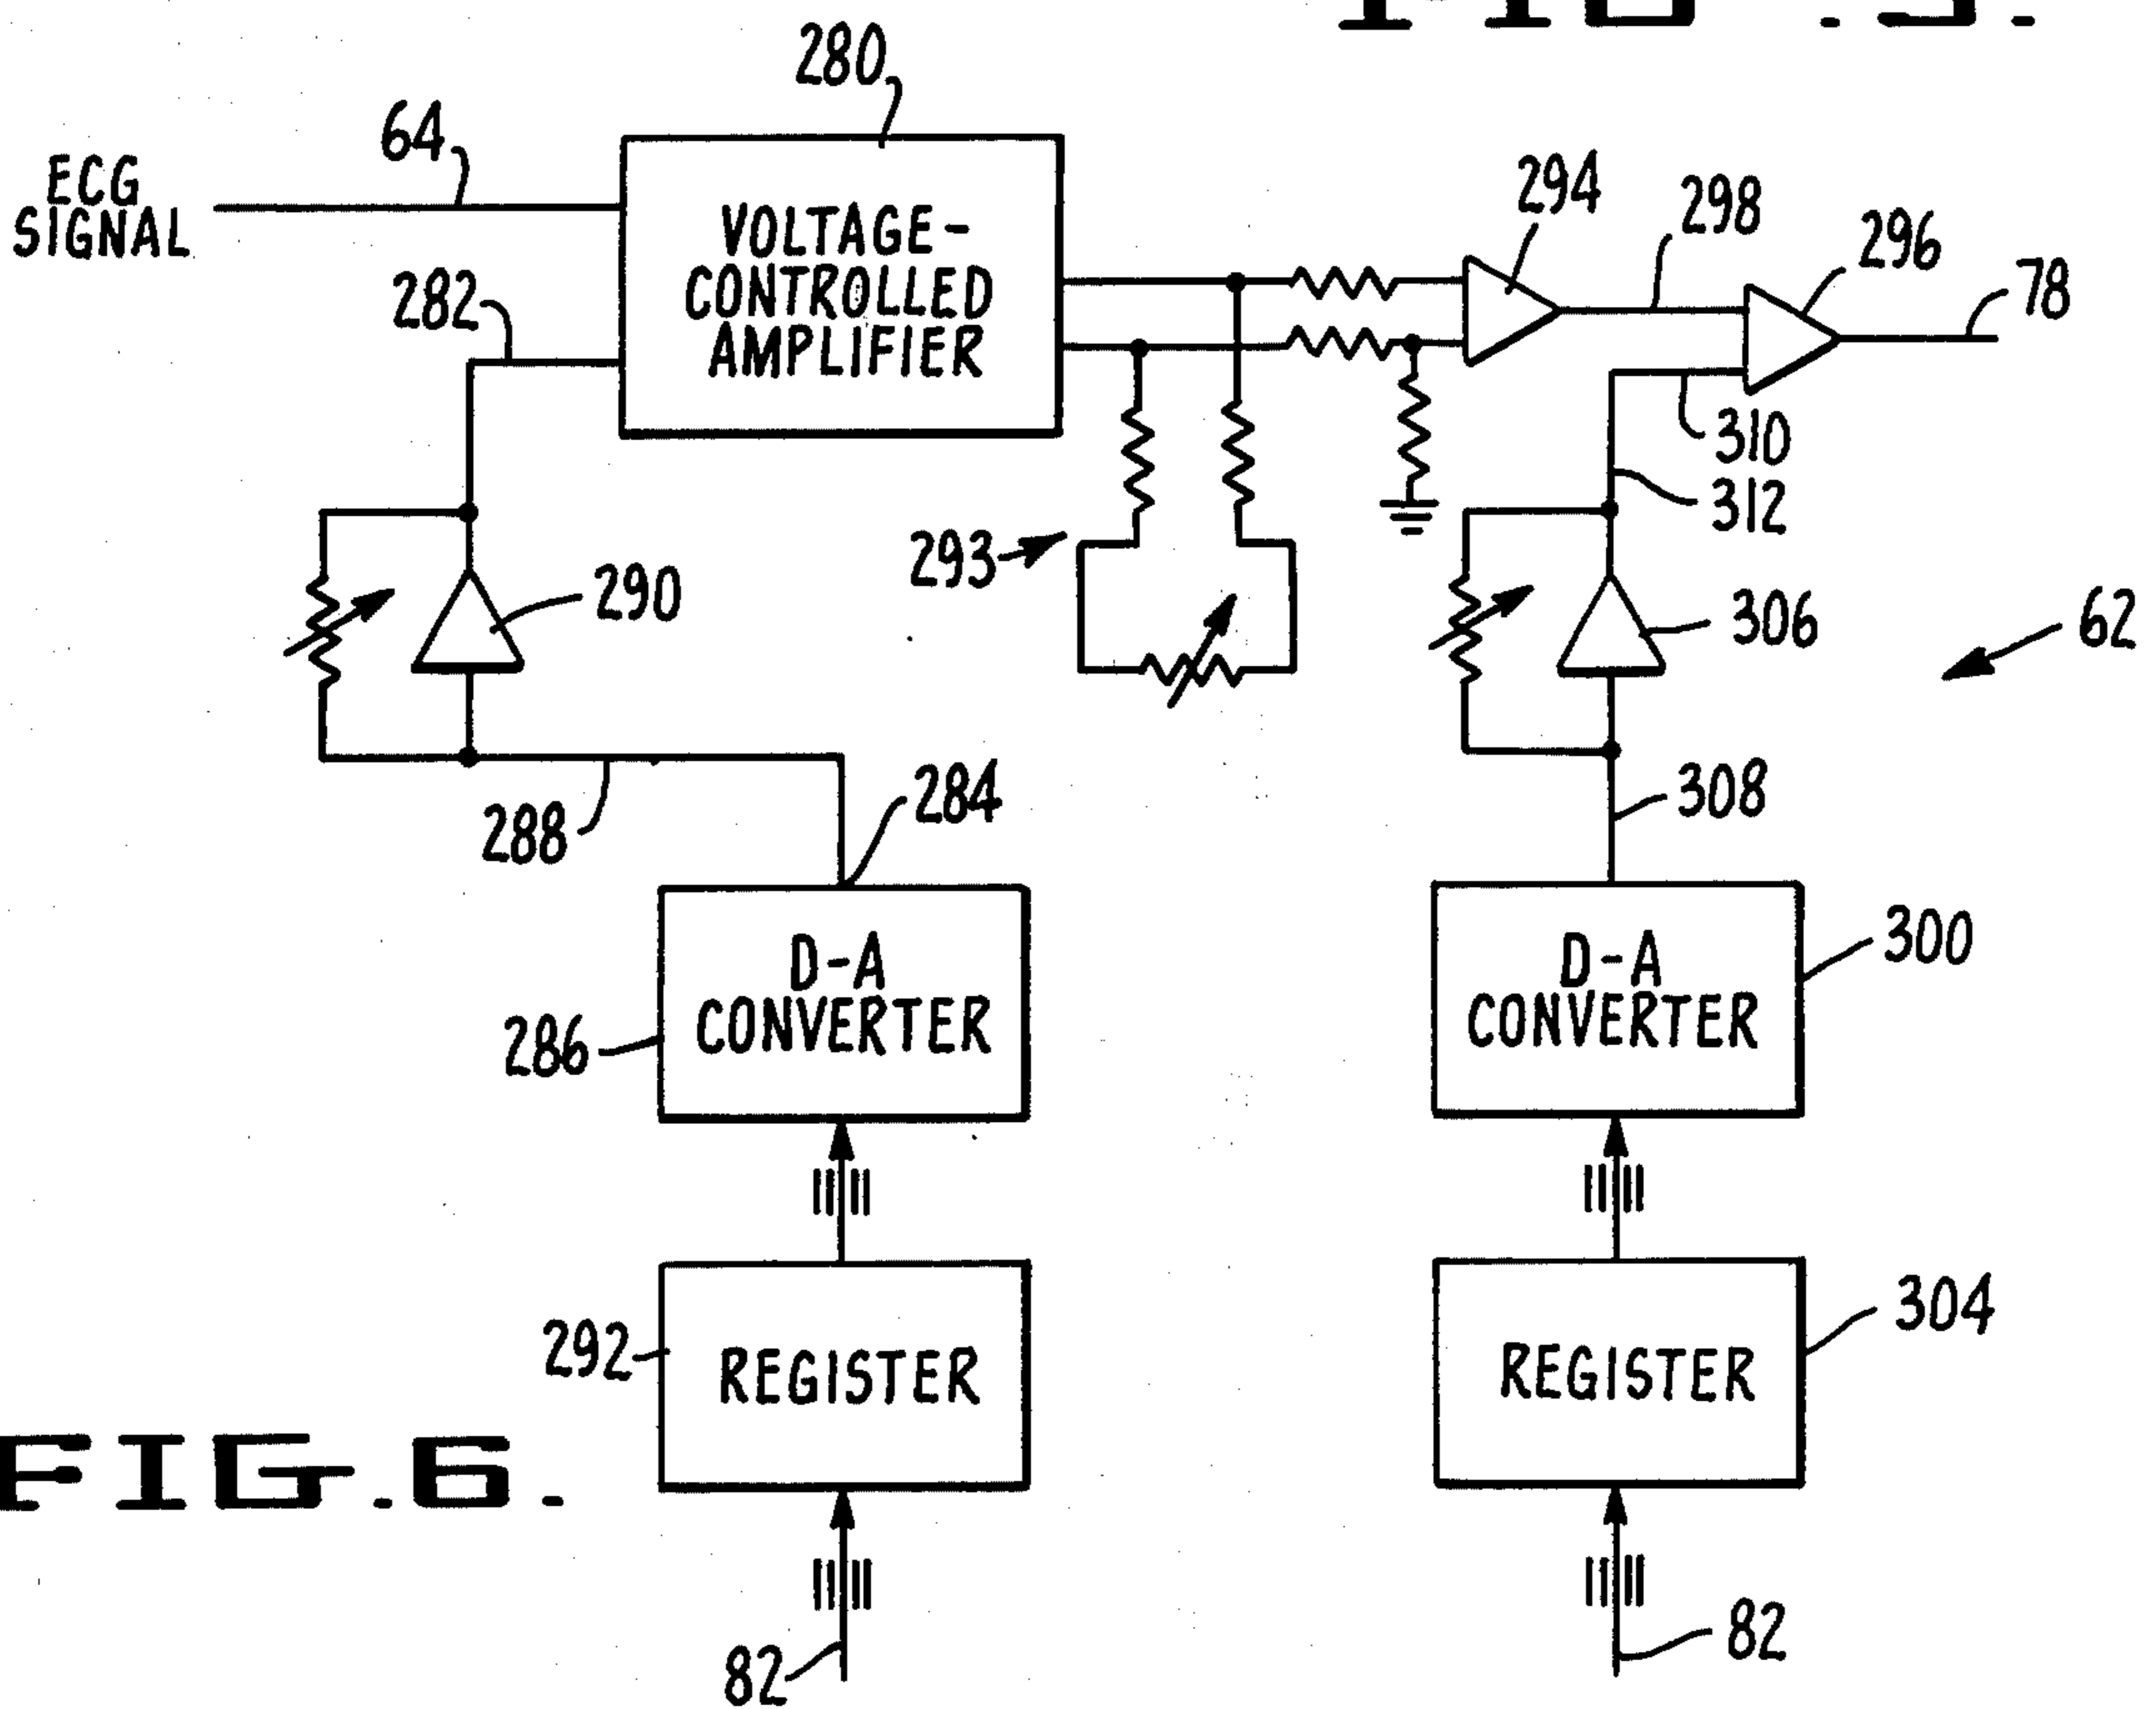 280
64
ECG
SIGNAL
VOLTAGE-
CONTROLLED
AMPLIFIER
282
294
298
296
78
310
312
293
290
306
62
288
284
308
D-A
CONVERTER
286
D-A
CONVERTER
300
REGISTER
292
REGISTER
304
FIG.6.
82
82